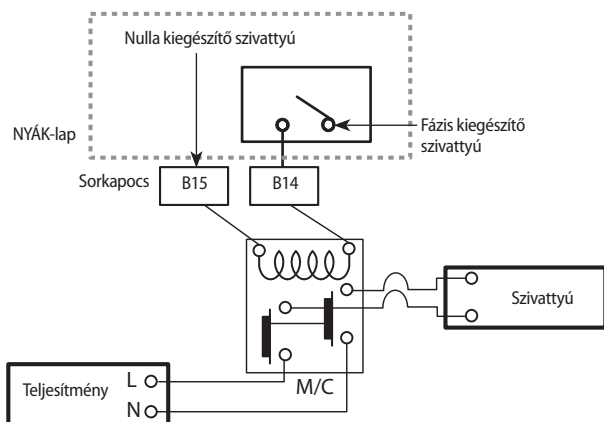 Nulla kiegészítő szivattyú
NYÁK-lap
Fázis kiegészítő
szivattyú
Sorkapocs
B15
B14
Szivattyú
Teljesítmény
L
N
M/C